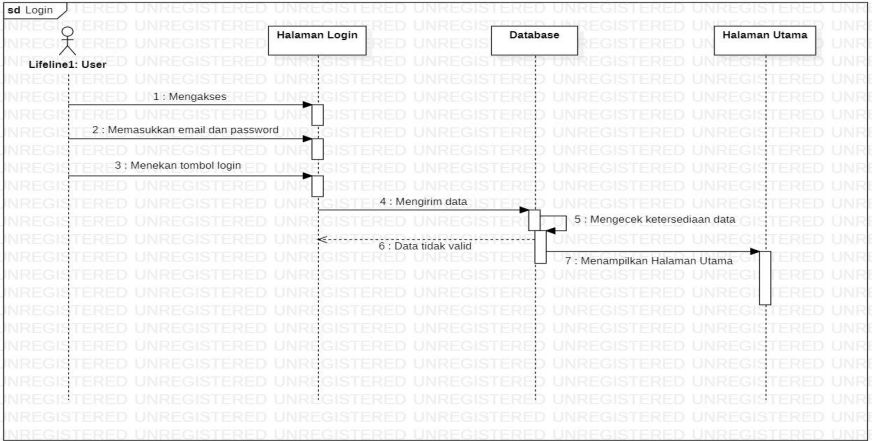 sd Login
Halaman Login
Database
Halaman Utama
Lifeline1: User
1 : Mengakses
2 : Memasukkan email dan password
3 : Menekan tombol login
4 : Mengirim data
5 : Mengecek ketersediaan data
6 : Data tidak valid
7 : Menampilkan Halaman Utama
UNREGISTERED